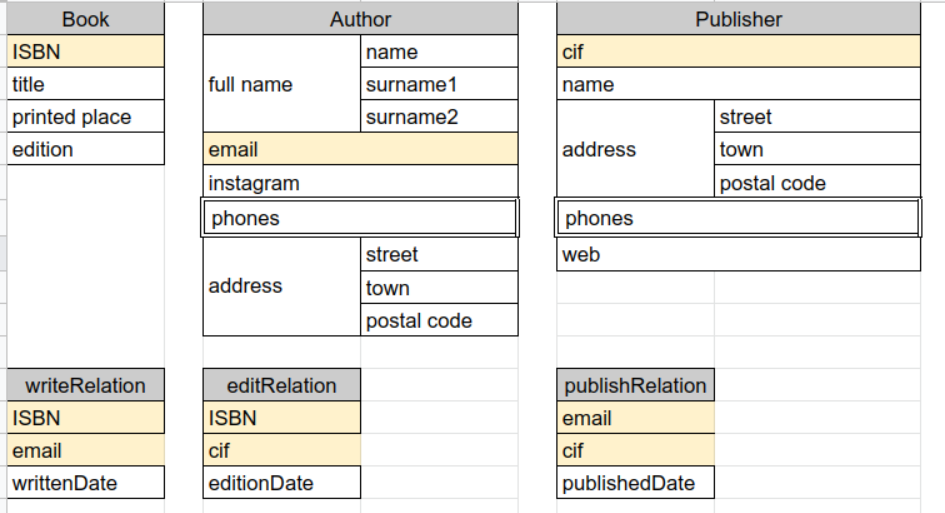 Book
ISBN
title
printed place
edition
Author
full name
name
surname1
surname2
email
instagram
phones
address
street
town
postal code
Publisher
cif
name
address
street
town
postal code
phones
web
writeRelation
ISBN
email
writtenDate
editRelation
ISBN
cif
editionDate
publishRelation
email
cif
publishedDate